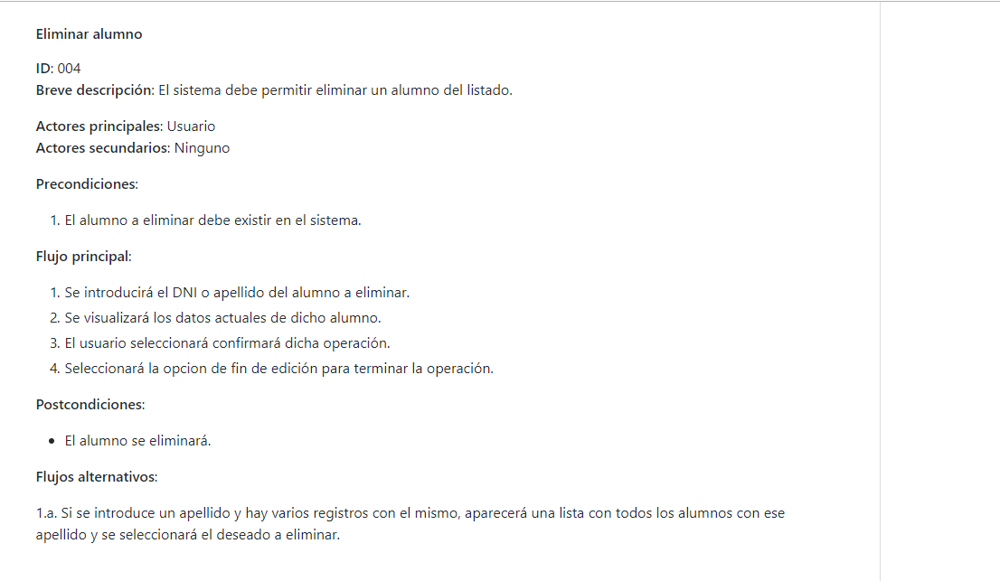 Eliminar alumno
ID: 004
Breve descripción: El sistema debe permitir eliminar un alumno del listado.
Actores principales: Usuario
Actores secundarios: Ninguno
Precondiciones:
1. El alumno a eliminar debe existir en el sistema.
Flujo principal:
1. Se introducirá el DNI o apellido del alumno a eliminar.
2. Se visualizará los datos actuales de dicho alumno.
3. El usuario seleccionará confirmará dicha operación.
4. Seleccionará la opcion de fin de edición para terminar la operación.
Postcondiciones:
• El alumno se eliminará.
Flujos alternativos:
1.a. Si se introduce un apellido y hay varios registros con el mismo, aparecerá una lista con todos los alumnos con ese
apellido y se seleccionará el deseado a eliminar.